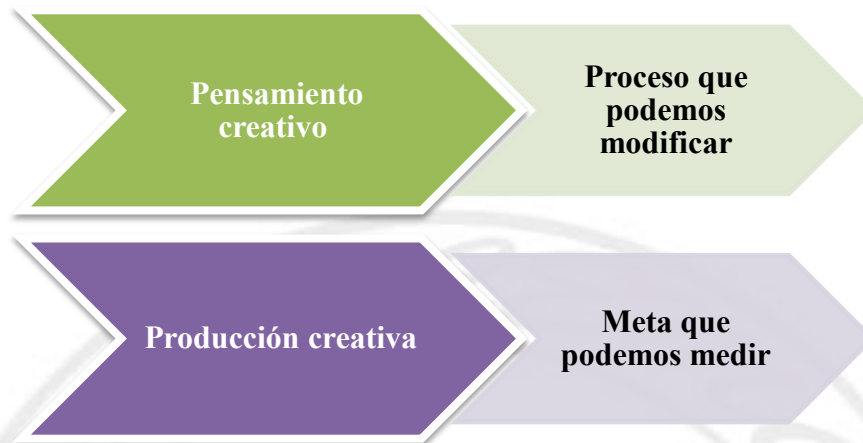 Pensamiento
creativo
Proceso que
podemos
modificar
Producción creativa
Meta que
podemos medir